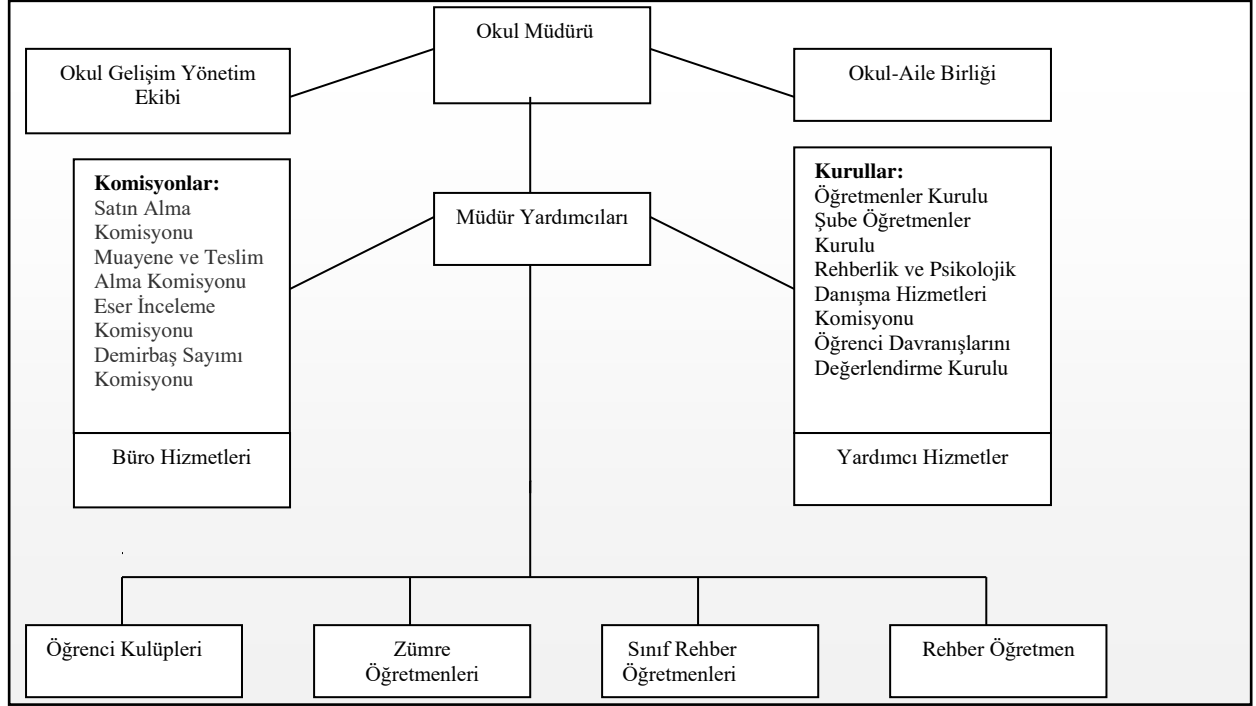 Okul Müdürü
Okul Gelişim Yönetim
Ekibi
Okul-Aile Birliği
Komisyonlar:
Satın Alma
Komisyonu
Muayene ve Teslim
Alma Komisyonu
Eser İnceleme
Komisyonu
Demirbaş Sayımı
Komisyonu
Müdür Yardımcıları
Kurullar:
Öğretmenler Kurulu
Şube Öğretmenler
Kurulu
Rehberlik ve Psikolojik
Danışma Hizmetleri
Komisyonu
Öğrenci Davranışlarını
Değerlendirme Kurulu
Büro Hizmetleri
Yardımcı Hizmetler
Öğrenci Kulüpleri
Zümre
Öğretmenleri
Sınıf Rehber
Öğretmenleri
Rehber Öğretmen